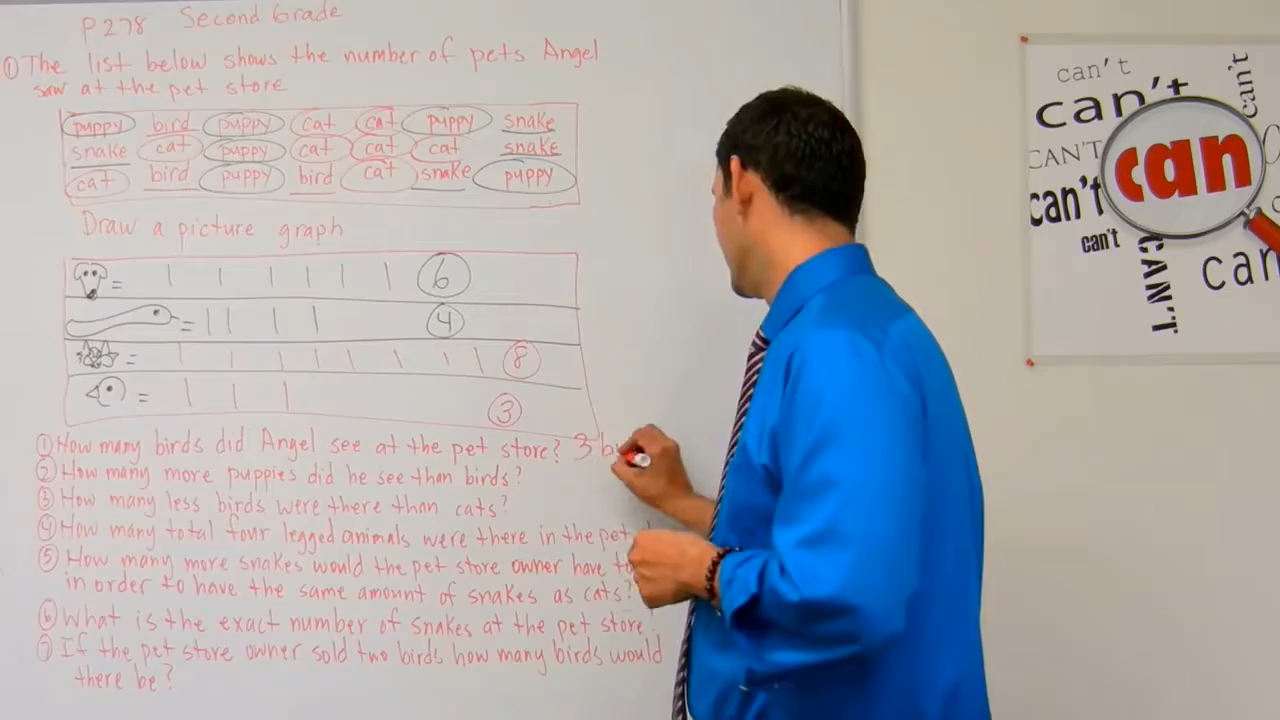 P 278 Second Grade
① The list below shows the number of pets Angel
saw at the pet store
puppy bird puppy cat cat puppy snake
snake cat puppy cat cat cat snake
cat bird puppy bird cat snake puppy
Draw a picture graph
= | | | | | | 6
= | | | | 4
= | | | | | | | | 8
= | | | 3
① How many birds did Angel see at the pet store? 3
② How many more puppies did he see than birds?
③ How many less birds were there than cats?
④ How many total four legged animals were there in the pet
⑤ How many more snakes would the pet store owner have
in order to have the same amount of snakes as cats?
⑥ What is the exact number of snakes at the pet store?
⑦ If the pet store owner sold two birds how many birds would
there be?
can't
can't
can't
CAN'T
can
can't
can't
CAN'T
can